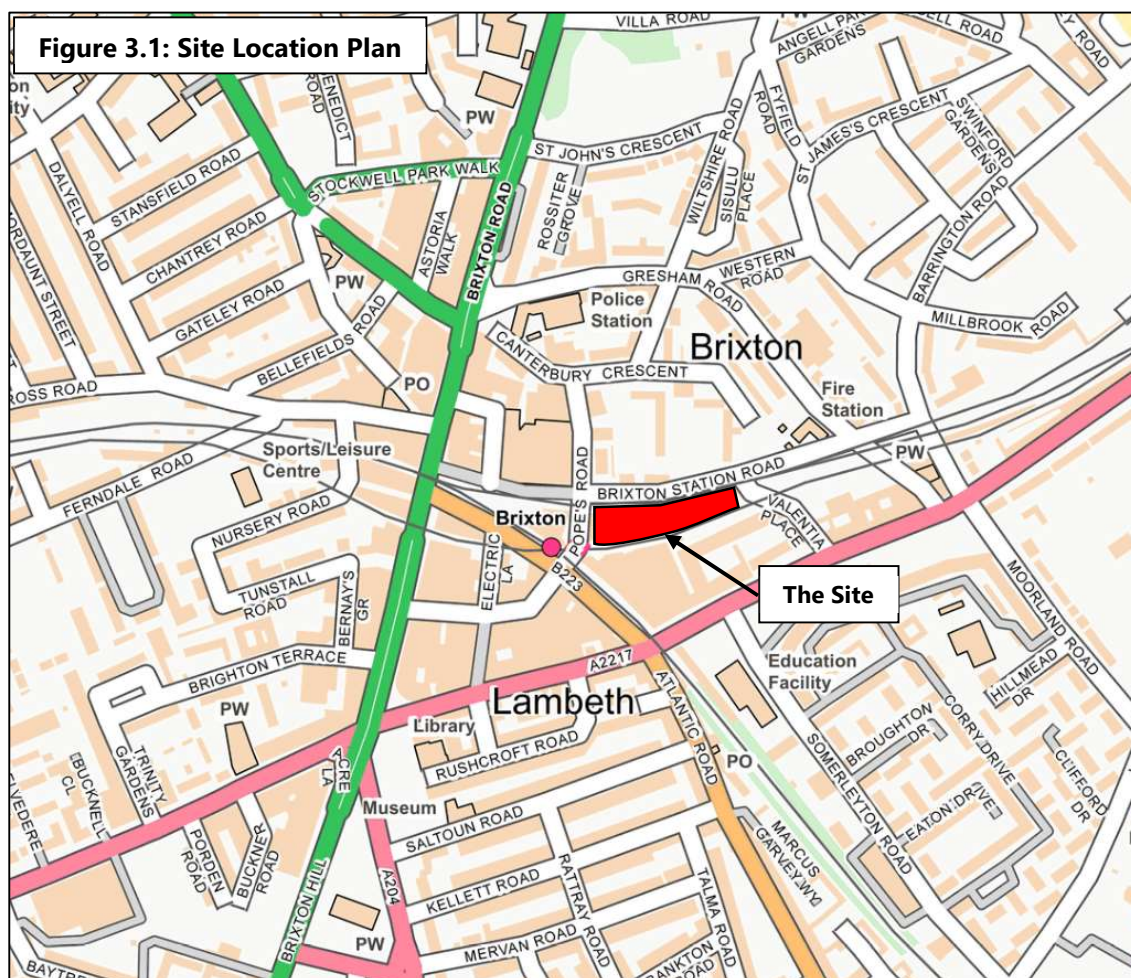 Figure 3.1: Site Location Plan
VILLA ROAD
PW
ANGELL PARK
GARDENS
PW
ST JOHN'S CRESCENT
FYFIELD
ROAD
ST JAMES'S CRESCENT
SWINFORD
GARDENS
DALYELL ROAD
STANSFIELD ROAD
STOCKWELL PARK WALK
CHANTREY ROAD
ASTORIA
WALK
BRIXTON ROAD
ROSSITER
GROVE
WILTSHIRE ROAD
SISULU
PLACE
BARRINGTON ROAD
PW
GATELEY ROAD
BELLEFIELDS ROAD
GRESHAM ROAD
WESTERN
ROAD
Police
Station
MILLBROOK ROAD
Brixton
CANTERBURY CRESCENT
PO
Fire
Station
Sports/Leisure
Centre
PW
FERNDALE ROAD
BRIXTON STATION ROAD
POPE'S ROAD
NURSERY ROAD
Brixton
VALENTIA
PLACE
ELECTRIC
LA
B223
TUNSTALL
ROAD
BERNAY'S
GR
The Site
MOORLAND ROAD
BRIGHTON TERRACE
A2217
Education
Facility
HILLMEAD
DR
PW
Lambeth
Library
ATLANTIC ROAD
RUSHCROFT ROAD
BROUGHTON
DR
CORRY DRIVE
CLIFFORD
DR
TRINITY
GARDENS
BUCKNELL
CL
ACRE
LA
PO
SOMERLEYTON ROAD
EATON DRIVE
Museum
SALTOUN ROAD
PORDEN
ROAD
BUCKNER
ROAD
MARCUS
GARVEY WY
A204
KELLETT ROAD
RATTRAY ROAD
TALMA ROAD
BRIXTON HILL
PW
MERVAN ROAD